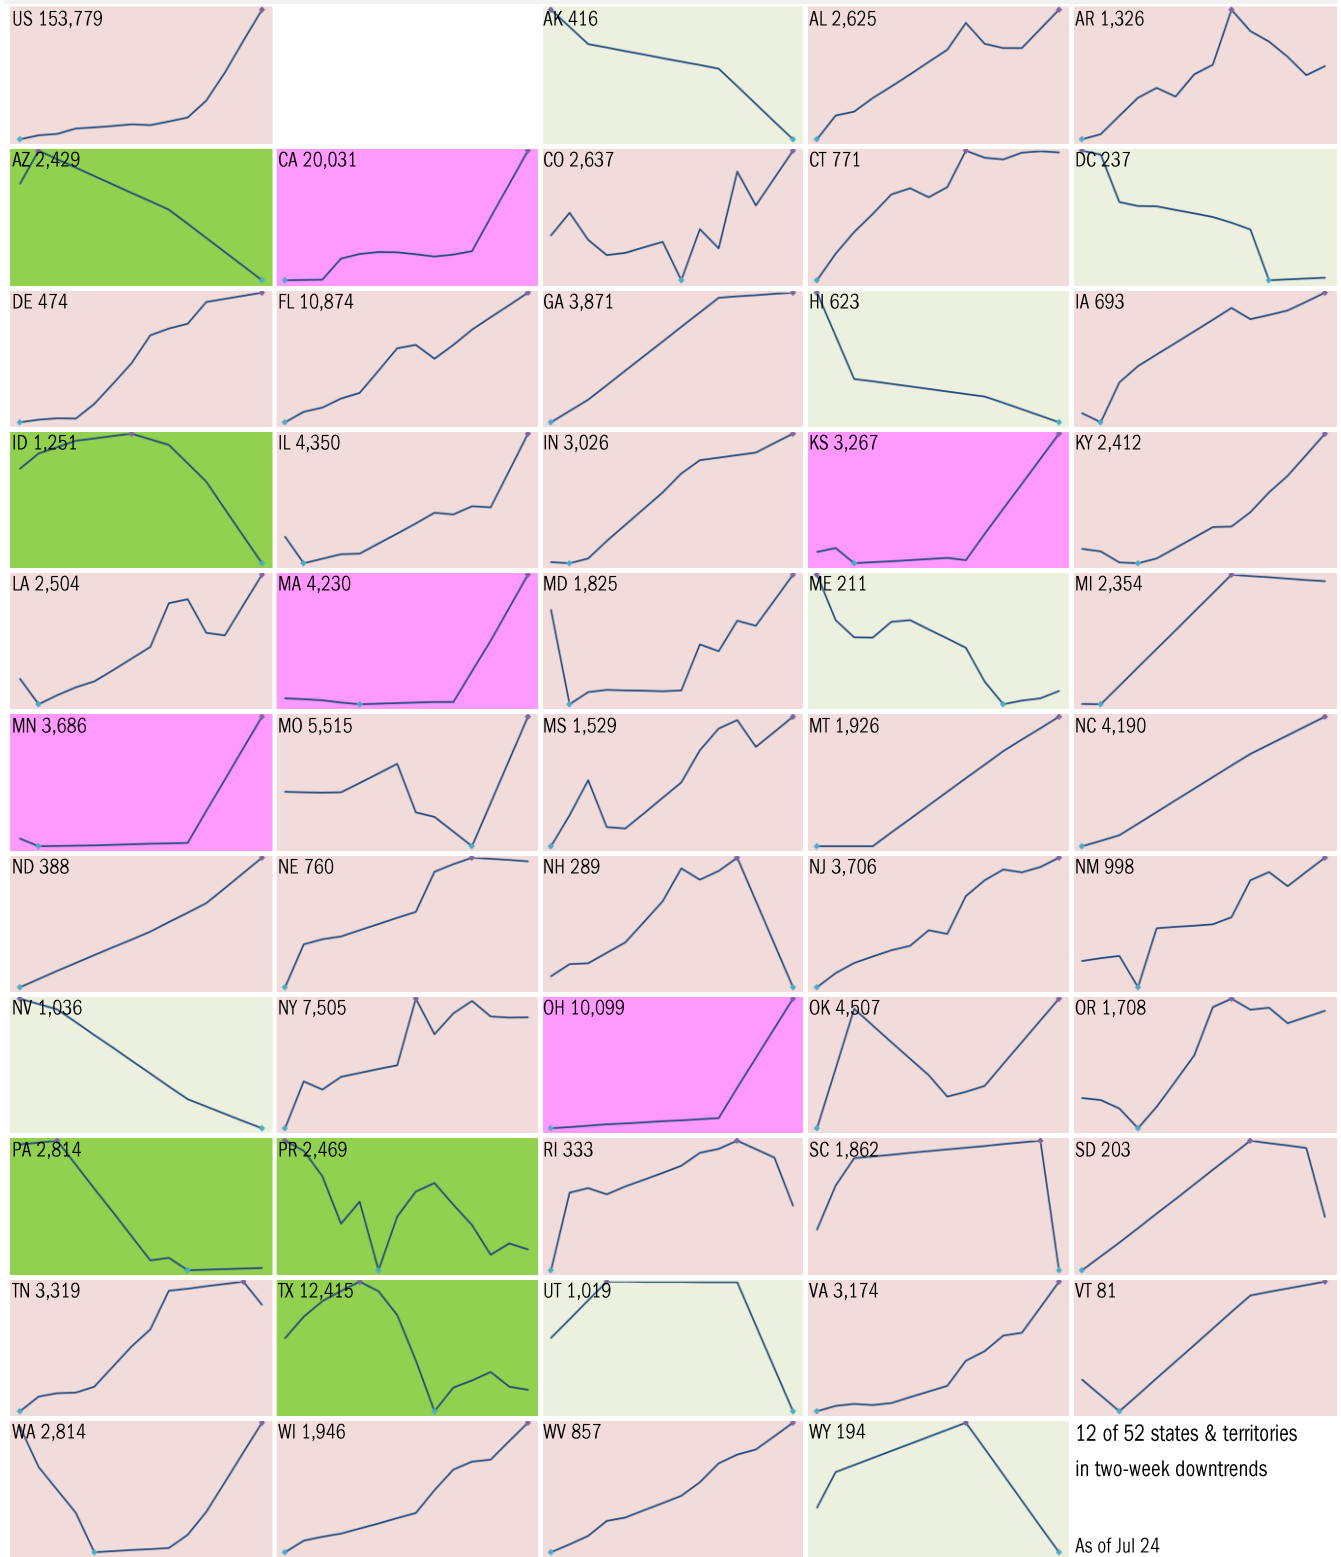 US 153,779
AK 416
AL 2,625
AR 1,326
AZ 2,429
CA 20,031
CO 2,637
CT 771
DC 237
DE 474
FL 10,874
GA 3,871
HI 623
IA 693
ID 1,251
IL 4,350
IN 3,026
KS 3,267
KY 2,412
LA 2,504
MA 4,230
MD 1,825
ME 211
MI 2,354
MN 3,686
MO 5,515
MS 1,529
MT 1,926
NC 4,190
ND 388
NE 760
NH 289
NJ 3,706
NM 998
NV 1,036
NY 7,505
OH 10,099
OK 4,507
OR 1,708
PA 2,814
PR 2,469
RI 333
SC 1,862
SD 203
TN 3,319
TX 12,415
UT 1,019
VA 3,174
VT 81
WA 2,814
WI 1,946
WV 857
WY 194
12 of 52 states & territories
in two-week downtrends
As of Jul 24